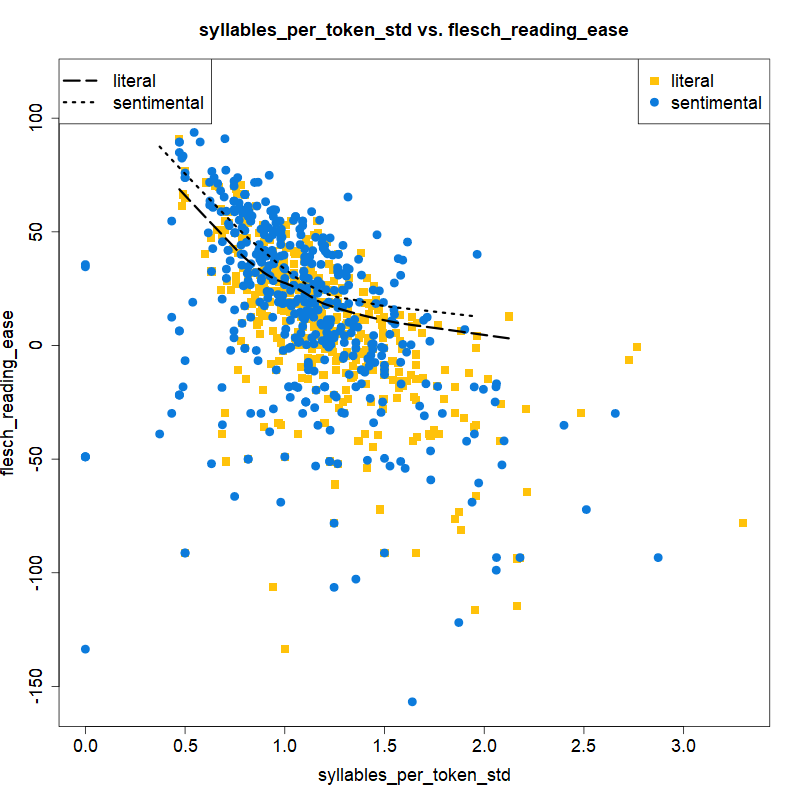 syllables_per_token_std vs. flesch_reading_ease
literal
sentimental
literal
sentimental
flesch_reading_ease
100
50
0
-50
-100
-150
0.0 0.5 1.0 1.5 2.0 2.5 3.0
syllables_per_token_std